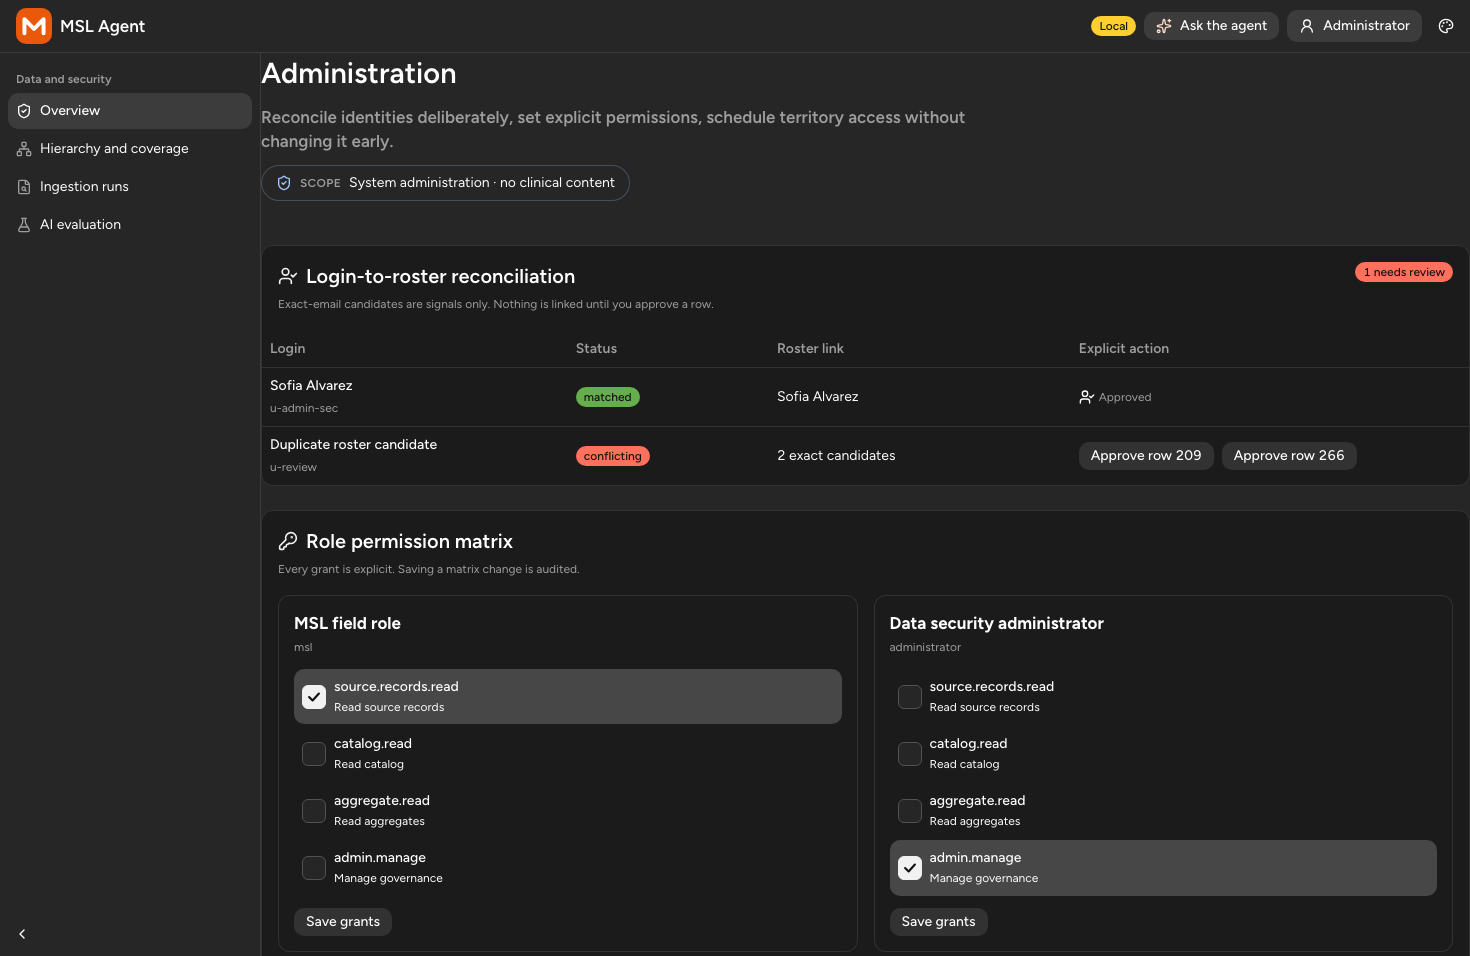 MSL Agent
Local
Ask the agent
Administrator
Data and security
Overview
Hierarchy and coverage
Ingestion runs
AI evaluation
Administration
Reconcile identities deliberately, set explicit permissions, schedule territory access without
changing it early.
SCOPE System administration · no clinical content
Login-to-roster reconciliation
1 needs review
Exact-email candidates are signals only. Nothing is linked until you approve a row.
Login Status Roster link Explicit action
Sofia Alvarez
u-admin-sec
matched
Sofia Alvarez
Approved
Duplicate roster candidate
u-review
conflicting
2 exact candidates
Approve row 209
Approve row 266
Role permission matrix
Every grant is explicit. Saving a matrix change is audited.
MSL field role
msl
source.records.read
Read source records
catalog.read
Read catalog
aggregate.read
Read aggregates
admin.manage
Manage governance
Save grants
Data security administrator
administrator
source.records.read
Read source records
catalog.read
Read catalog
aggregate.read
Read aggregates
admin.manage
Manage governance
Save grants